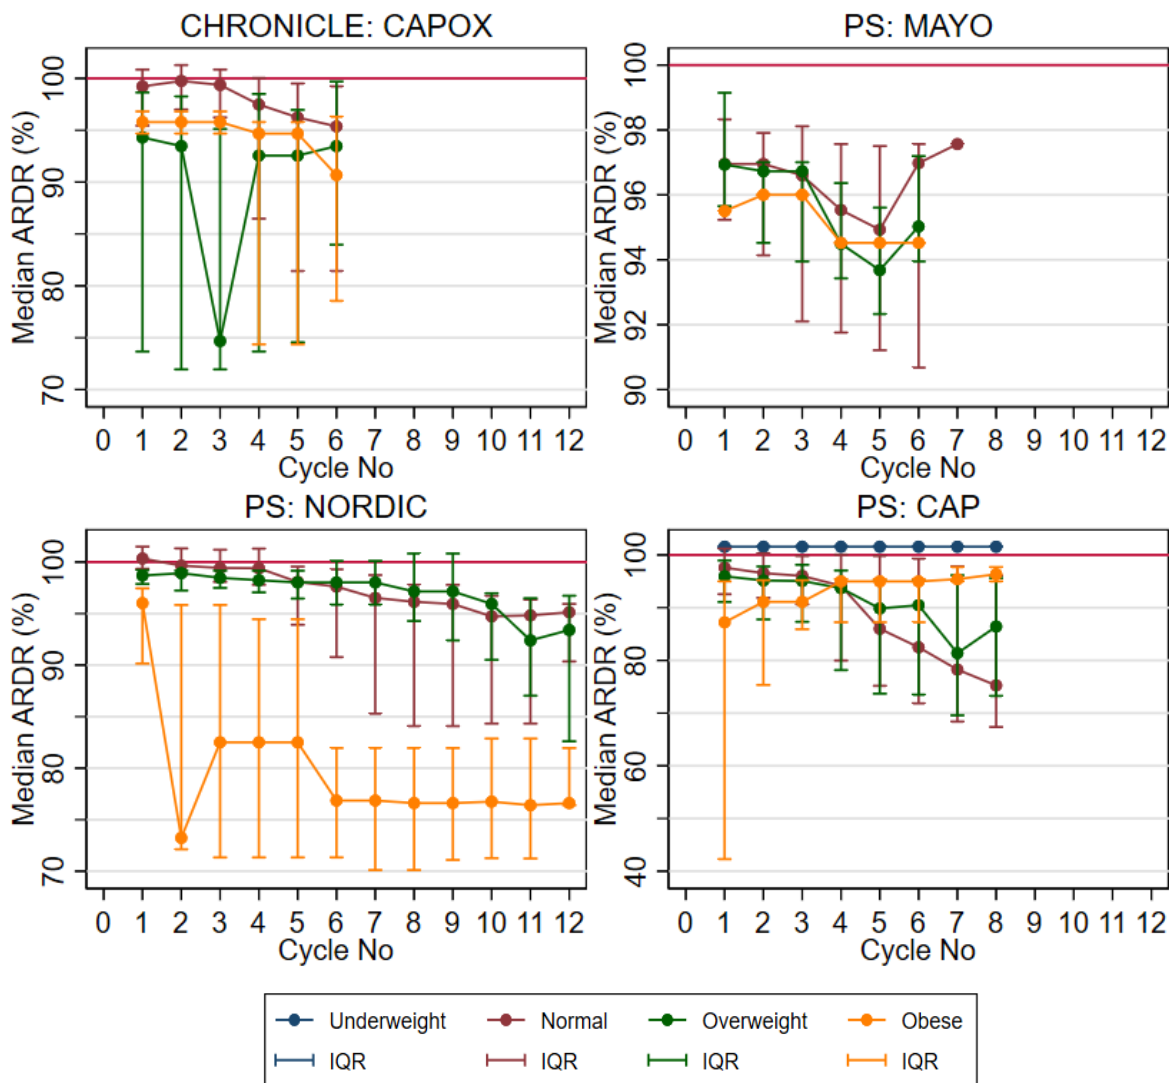 CHRONICLE: CAPOX
Median ARDR (%)
100
90
80
70
0 1 2 3 4 5 6 7 8 9 10 11 12
Cycle No
PS: MAYO
Median ARDR (%)
100
98
96
94
92
90
0 1 2 3 4 5 6 7 8 9 10 11 12
Cycle No
PS: NORDIC
Median ARDR (%)
100
90
80
70
0 1 2 3 4 5 6 7 8 9 10 11 12
Cycle No
PS: CAP
Median ARDR (%)
100
80
60
40
0 1 2 3 4 5 6 7 8 9 10 11 12
Cycle No
Underweight Normal Overweight Obese
IQR IQR IQR IQR